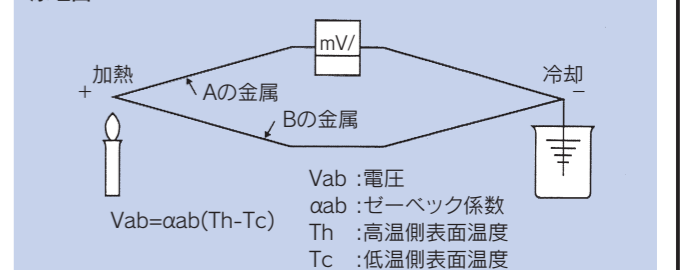 mV/
加熱
冷却
+
−
Aの金属
Bの金属
Vab :電圧
αab :ゼーベック係数
Vab=αab(Th-Tc)
Th :高温側表面温度
Tc :低温側表面温度